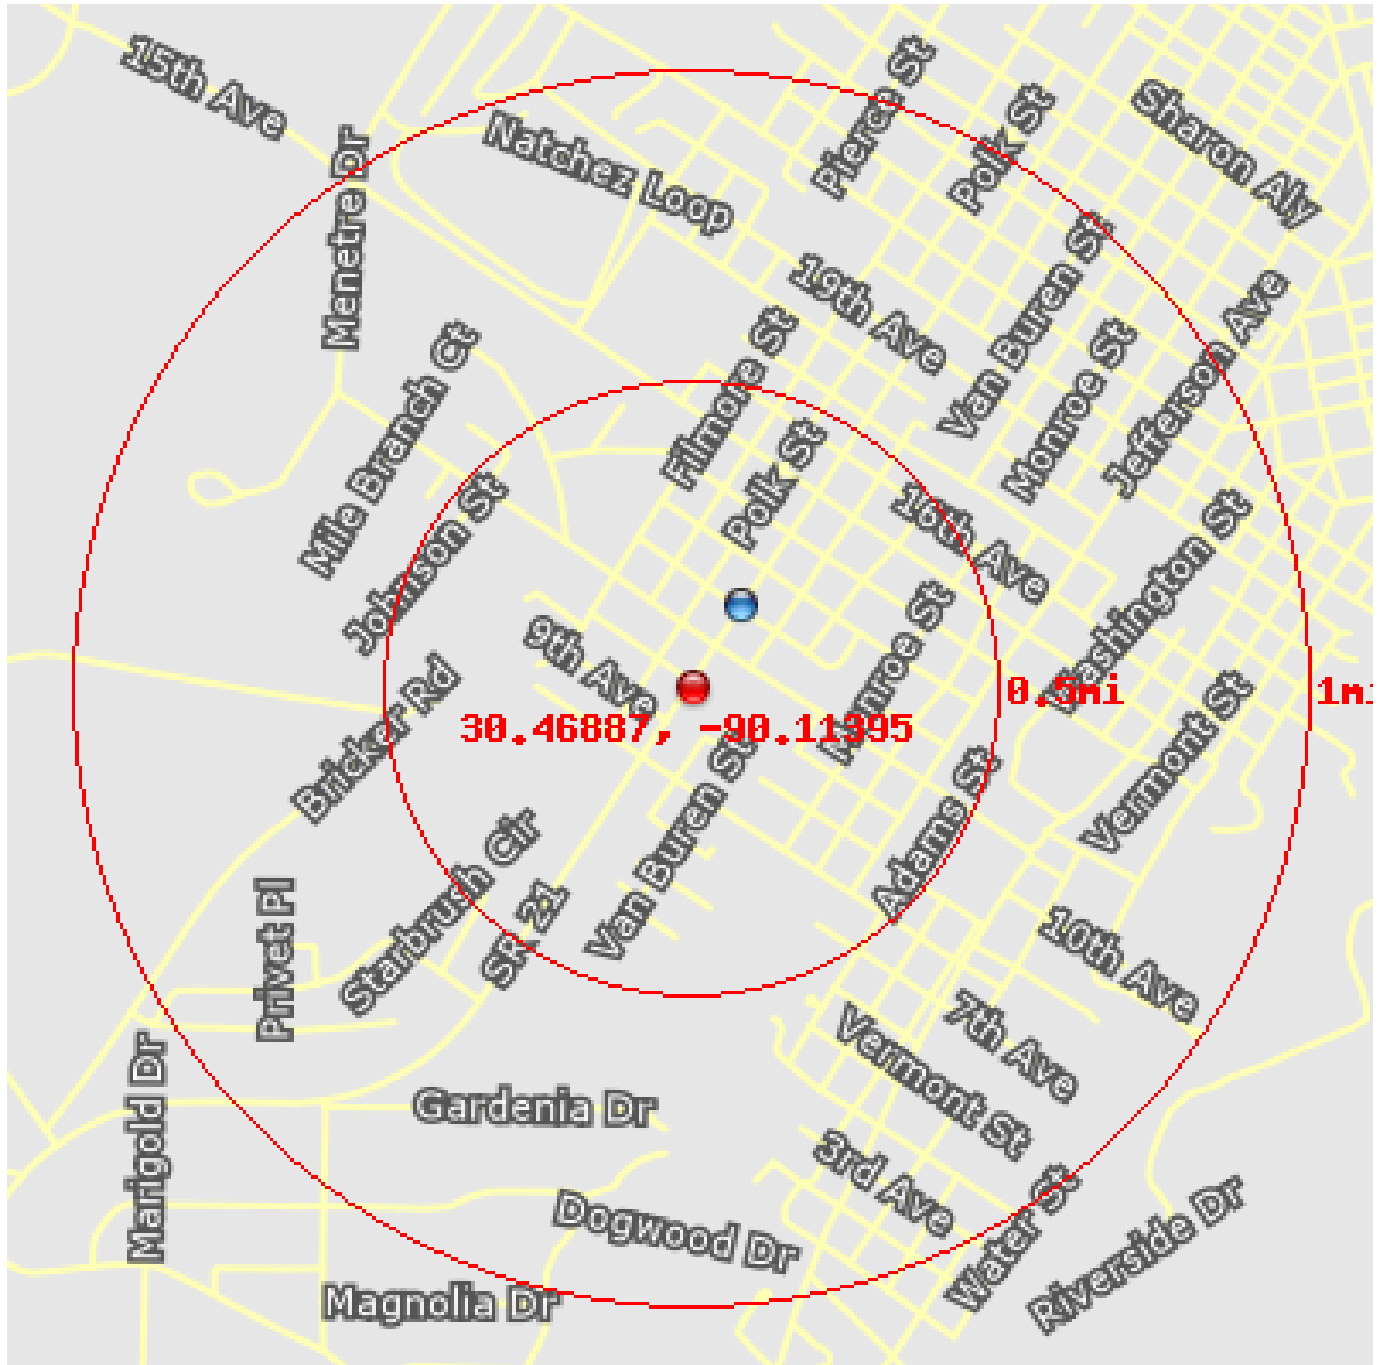 15th Ave
Pierce St
Polk St
Sharon Aly
Natchez Loop
Menetre Dr
Van Buren St
19th Ave
Jefferson Ave
Filmore St
Mile Branch Ct
Monroe St
Polk St
Johnson St
16th Ave
Washington St
9th Ave
Monroe St
Bricker Rd
0.5mi
1mi
30.46887, -90.11395
Vermont St
Van Buren St
Adams St
Starbrush Cir
SR 21
Privet Pl
10th Ave
7th Ave
Vermont St
Marigold Dr
Gardenia Dr
3rd Ave
Water St
Dogwood Dr
Riverside Dr
Magnolia Dr